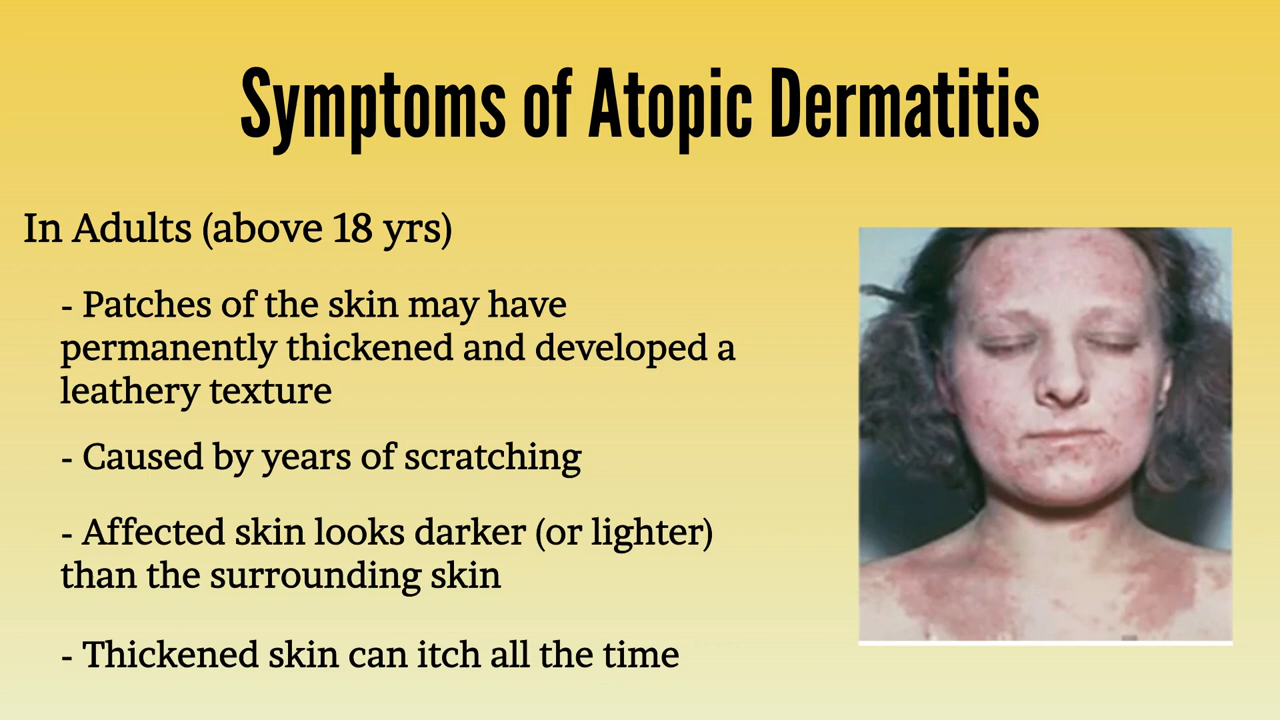 Symptoms of Atopic Dermatitis
In Adults (above 18 yrs)
- Patches of the skin may have
permanently thickened and developed a
leathery texture
- Caused by years of scratching
- Affected skin looks darker (or lighter)
than the surrounding skin
- Thickened skin can itch all the time